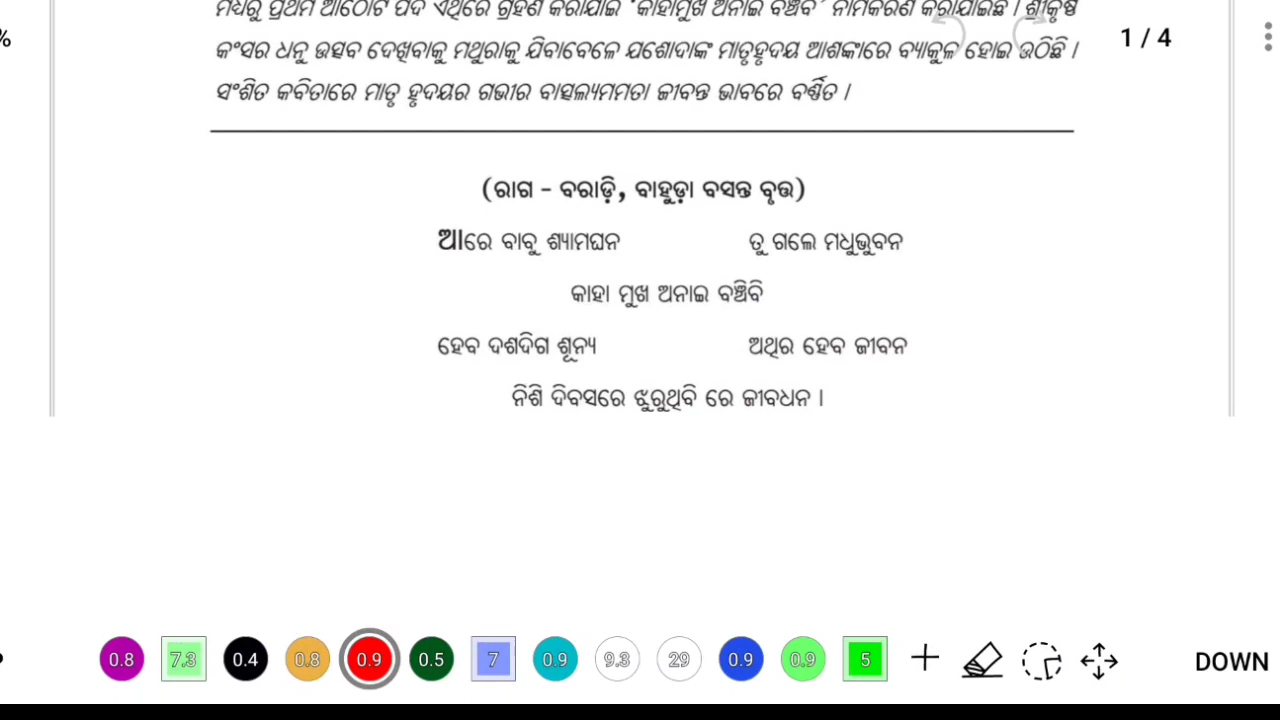 ମଧ୍ୟରୁ ପ୍ରଥମ ଆଠୋଟି ପଦ ଏଥିରେ ଗ୍ରହଣ କରାଯାଇ 'କାହାମୁଖ ଅନାଇ ବଞ୍ଚିବି' ନାମକରଣ କରାଯାଇଛି । ଶ୍ରୀକୃଷ୍ଣ
%
କଂସର ଧନୁ ଉତ୍ସବ ଦେଖିବାକୁ ମଥୁରାକୁ ଯିବାବେଳେ ଯଶୋଦାଙ୍କ ମାତୃହୃଦୟ ଆଶଙ୍କାରେ ବ୍ୟାକୁଳ ହୋଇ ଉଠିଛି ।
1 / 4
ସଂଶିତ କବିତାରେ ମାତୃ ହୃଦୟର ଗଭୀର ବାତ୍ସଲ୍ୟମମତା ଜୀବନ୍ତ ଭାବରେ ବର୍ଣ୍ଣିତ ।
(ରାଗ - ବରାଡ଼ି, ବାହୁଡ଼ା ବସନ୍ତ ବୃତ୍ତ)
ଆରେ ବାବୁ ଶ୍ୟାମଘନ ତୁ ଗଲେ ମଧୁଭୁବନ
କାହା ମୁଖ ଅନାଇ ବଞ୍ଚିବି
ହେବ ଦଶଦିଗ ଶୂନ୍ୟ ଅଥିର ହେବ ଜୀବନ
ନିଶି ଦିବସରେ ଝୁରୁଥିବି ରେ ଜୀବଧନ ।
0.8 7.3 0.4 0.8 0.9 0.5 7 0.9 9.3 29 0.9 0.9 5 DOWN